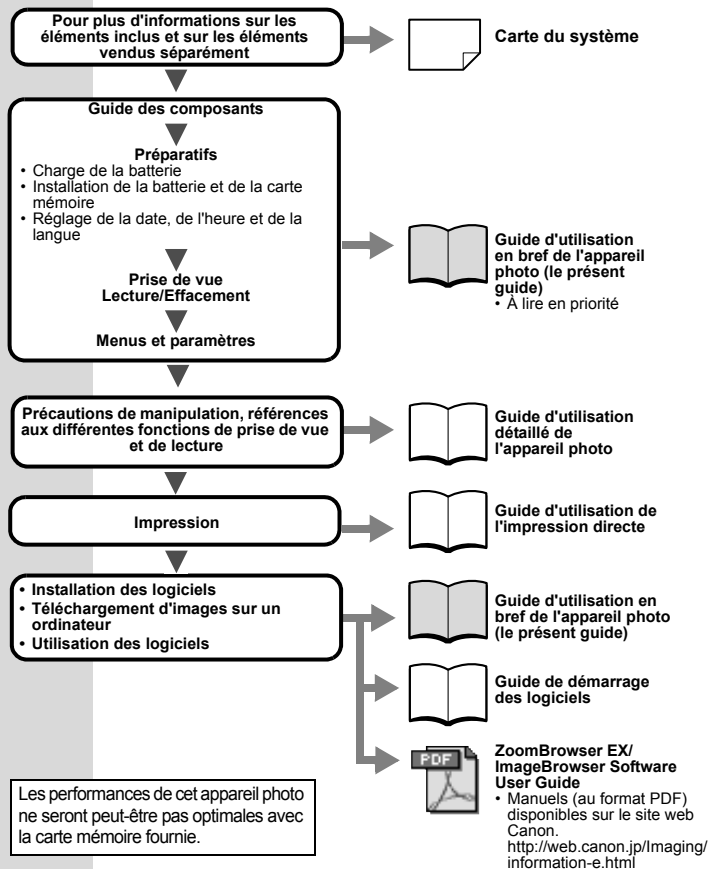 Pour plus d'informations sur les
éléments inclus et sur les éléments
vendus séparément
Carte du système
Guide des composants
Préparatifs
• Charge de la batterie
• Installation de la batterie et de la carte
mémoire
• Réglage de la date, de l'heure et de la
langue
Prise de vue
Lecture/Effacement
Menus et paramètres
Guide d'utilisation
en bref de l'appareil
photo (le présent
guide)
• À lire en priorité
Précautions de manipulation, références
aux différentes fonctions de prise de vue
et de lecture
Guide d'utilisation
détaillé de
l'appareil photo
Impression
Guide d'utilisation de
l'impression directe
• Installation des logiciels
• Téléchargement d'images sur un
ordinateur
• Utilisation des logiciels
Guide d'utilisation en
bref de l'appareil photo
(le présent guide)
Guide de démarrage
des logiciels
PDF
ZoomBrowser EX/
ImageBrowser Software
User Guide
• Manuels (au format PDF)
disponibles sur le site web
Canon.
http://web.canon.jp/Imaging/
information-e.html
Les performances de cet appareil photo
ne seront peut-être pas optimales avec
la carte mémoire fournie.